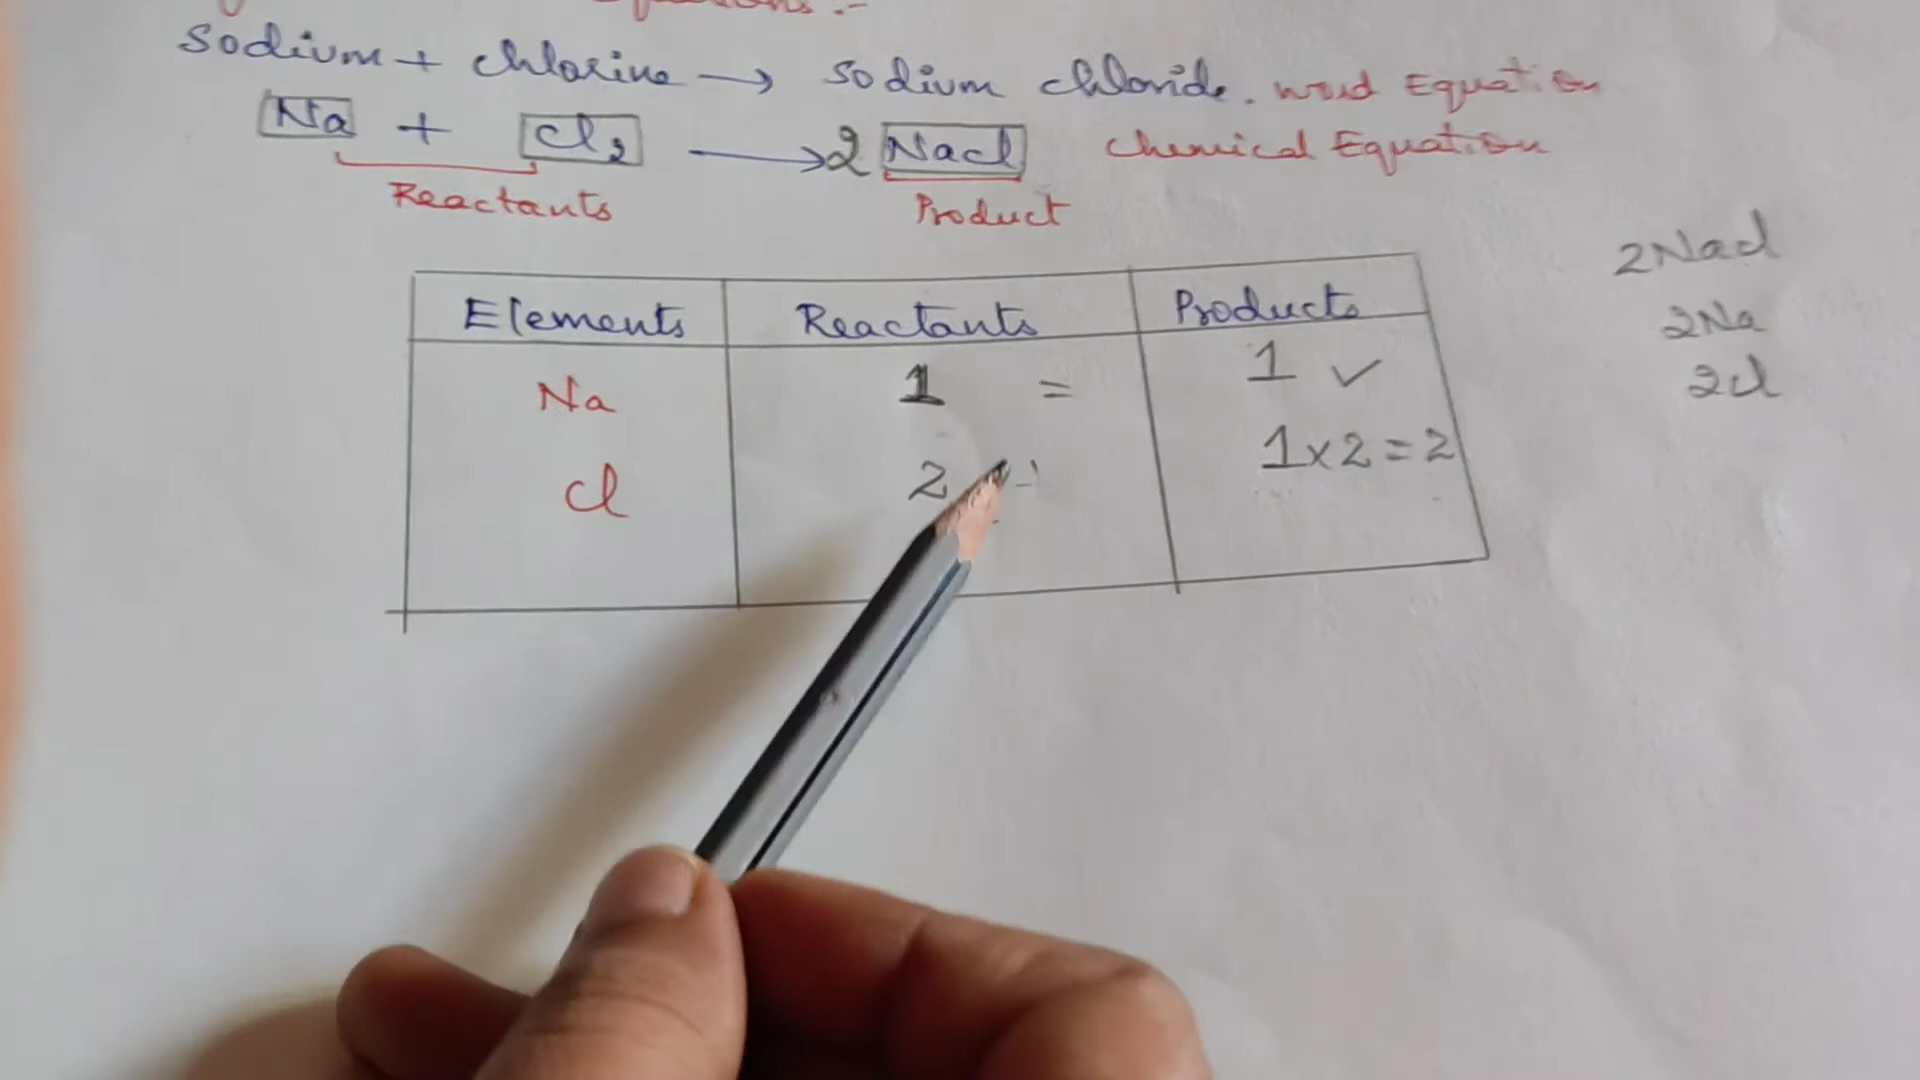 Sodium + chlorine → sodium chloride. word Equation
Na + Cl₂ → 2 Nacl Chemical Equation
Reactants Product
Elements Reactants Products
Na 1 = 1 ✓
Cl 2 1x2=2
2Nacl
2Na
2cl